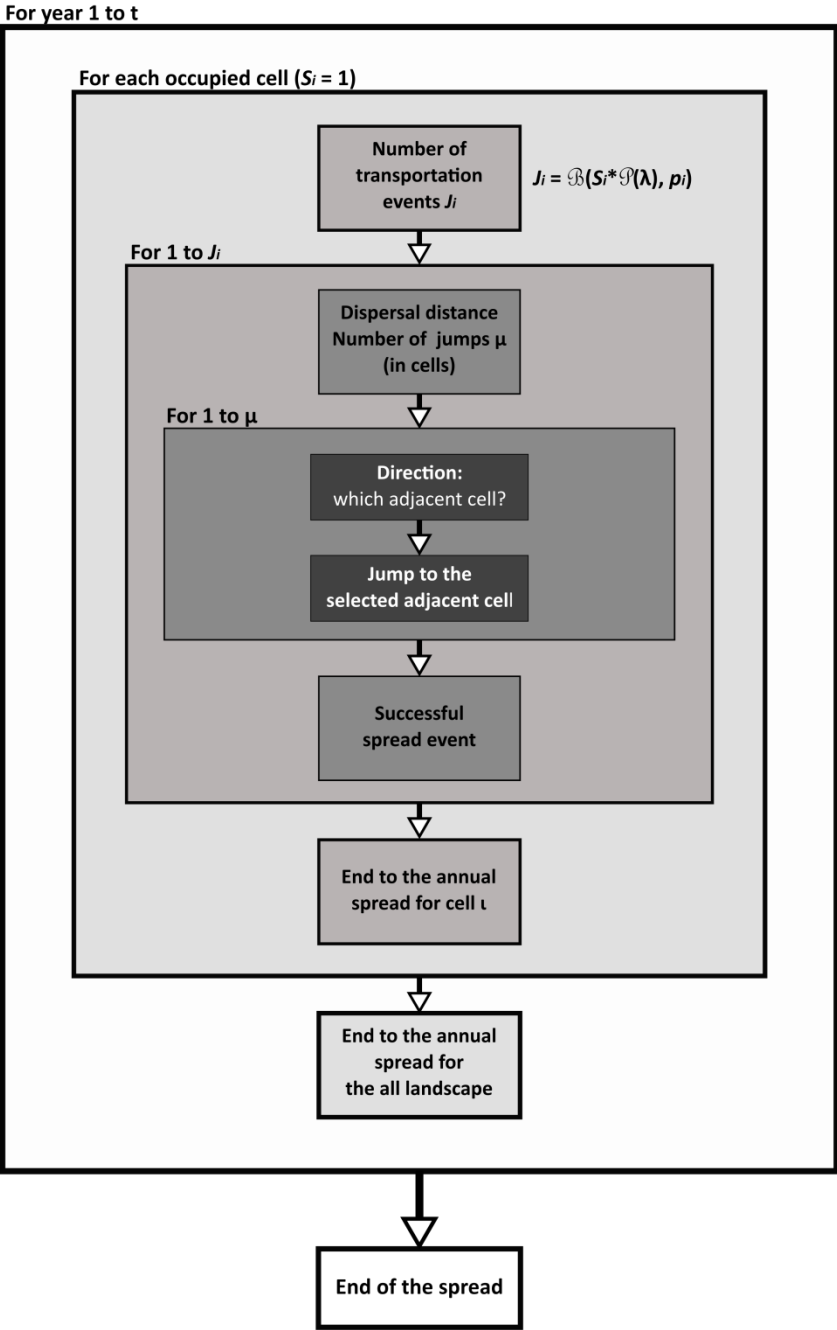 For year 1 to t
For each occupied cell (Sᵢ = 1)
Number of
transportation
events Jᵢ
Jᵢ = ℬ(Sᵢ*𝒫(λ), pᵢ)
For 1 to Jᵢ
Dispersal distance
Number of jumps μ
(in cells)
For 1 to μ
Direction:
which adjacent cell?
Jump to the
selected adjacent cell
Successful
spread event
End to the annual
spread for cell ι
End to the annual
spread for
the all landscape
End of the spread